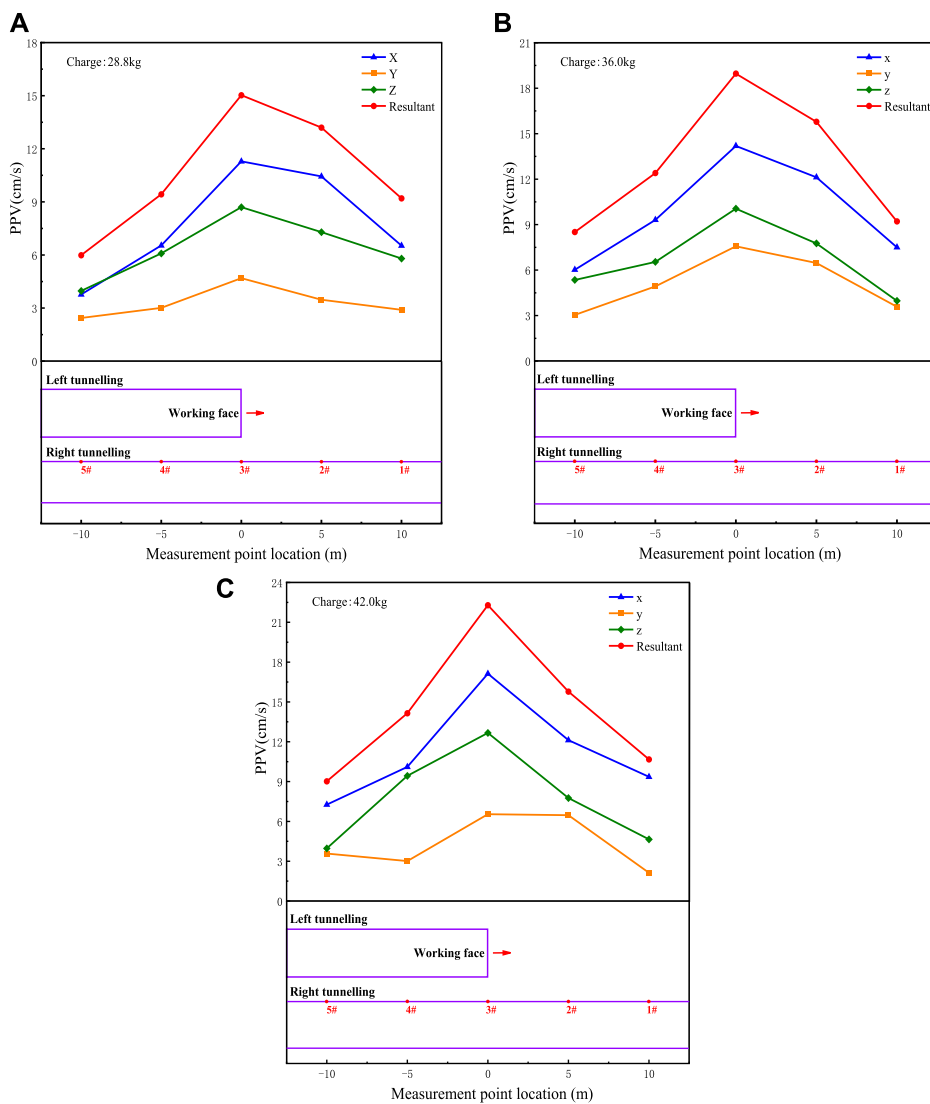 A
Charge:28.8kg
X
Y
Z
Resultant
PPV(cm/s)
18
15
12
9
6
3
0
Left tunnelling
Working face
Right tunnelling
5# 4# 3# 2# 1#
-10 -5 0 5 10
Measurement point location (m)
B
Charge:36.0kg
x
y
z
Resultant
PPV(cm/s)
21
18
15
12
9
6
3
0
Left tunnelling
Working face
Right tunnelling
5# 4# 3# 2# 1#
-10 -5 0 5 10
Measurement point location (m)
C
Charge:42.0kg
x
y
z
Resultant
PPV(cm/s)
24
21
18
15
12
9
6
3
0
Left tunnelling
Working face
Right tunnelling
5# 4# 3# 2# 1#
-10 -5 0 5 10
Measurement point location (m)